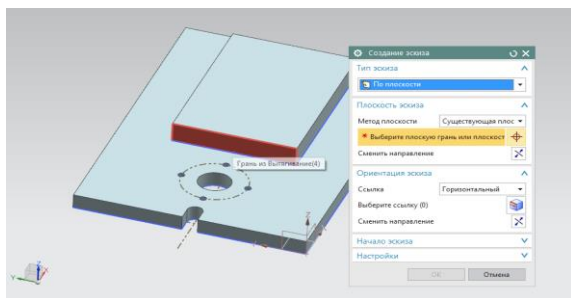 Создание эскиза
Тип эскиза
По плоскости
Плоскость эскиза
Метод плоскости Существующая плос
* Выберите плоскую грань или плоскост
Сменить направление
Ориентация эскиза
Ссылка Горизонтальный
Выберите ссылку (0)
Сменить направление
Начало эскиза
Настройки
OK Отмена
Грань из Вытягивание(4)